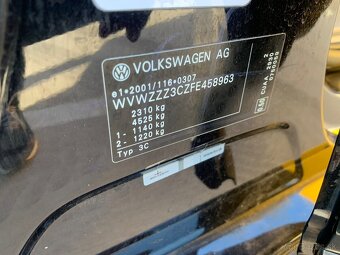 VOLKSWAGEN AG
e1*2001/116*0307
WVWZZZ3CZFE458963
2310 kg
4525 kg
1 - 1140 kg
2 - 1220 kg
Typ 3C